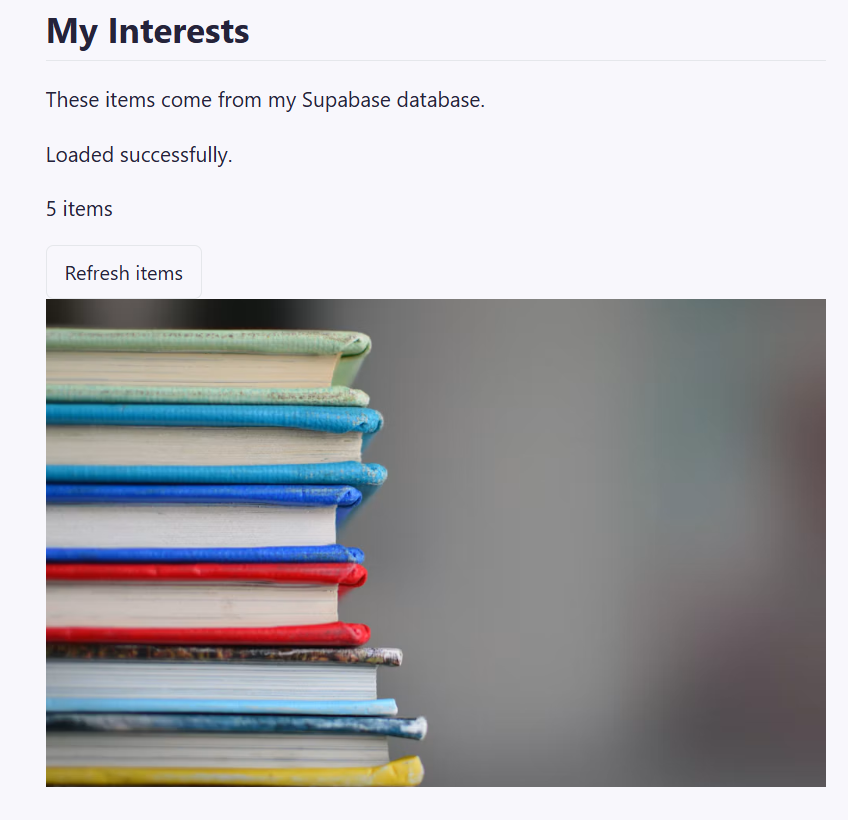 My Interests
These items come from my Supabase database.
Loaded successfully.
5 items
Refresh items